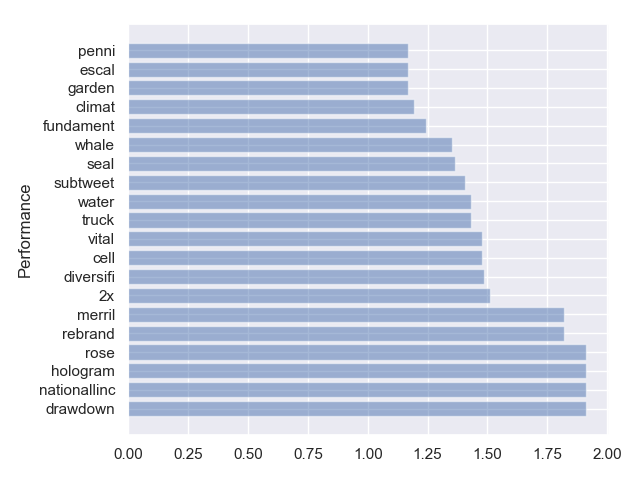 penni
escal
garden
climat
fundament
whale
seal
subtweet
water
truck
vital
cell
diversifi
2x
merril
rebrand
rose
hologram
nationallinc
drawdown
Performance
0.00 0.25 0.50 0.75 1.00 1.25 1.50 1.75 2.00